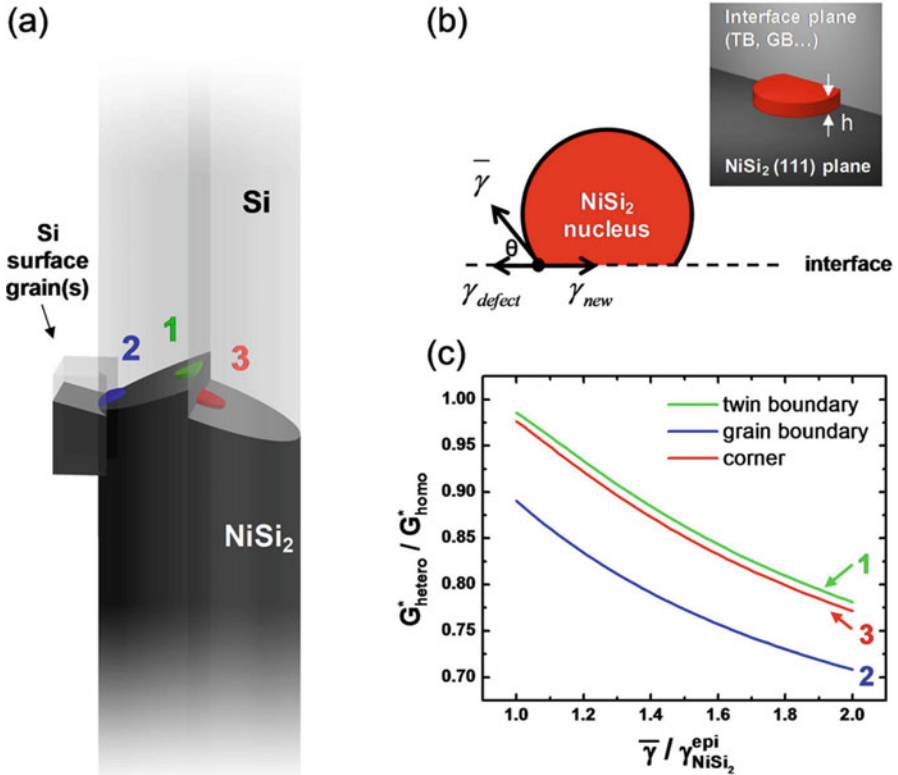 (a)
Si
Si
surface
grain(s)
1
2
3
NiSi₂
(b)
Interface plane
(TB, GB...)
h
NiSi₂ (111) plane
γ̅
θ
NiSi₂
nucleus
interface
γdefect
γnew
(c)
G*hetero / G*homo
1.00
0.95
0.90
0.85
0.80
0.75
0.70
twin boundary
grain boundary
corner
1
3
2
1.0 1.2 1.4 1.6 1.8 2.0
γ̅ / γ^epi_NiSi₂